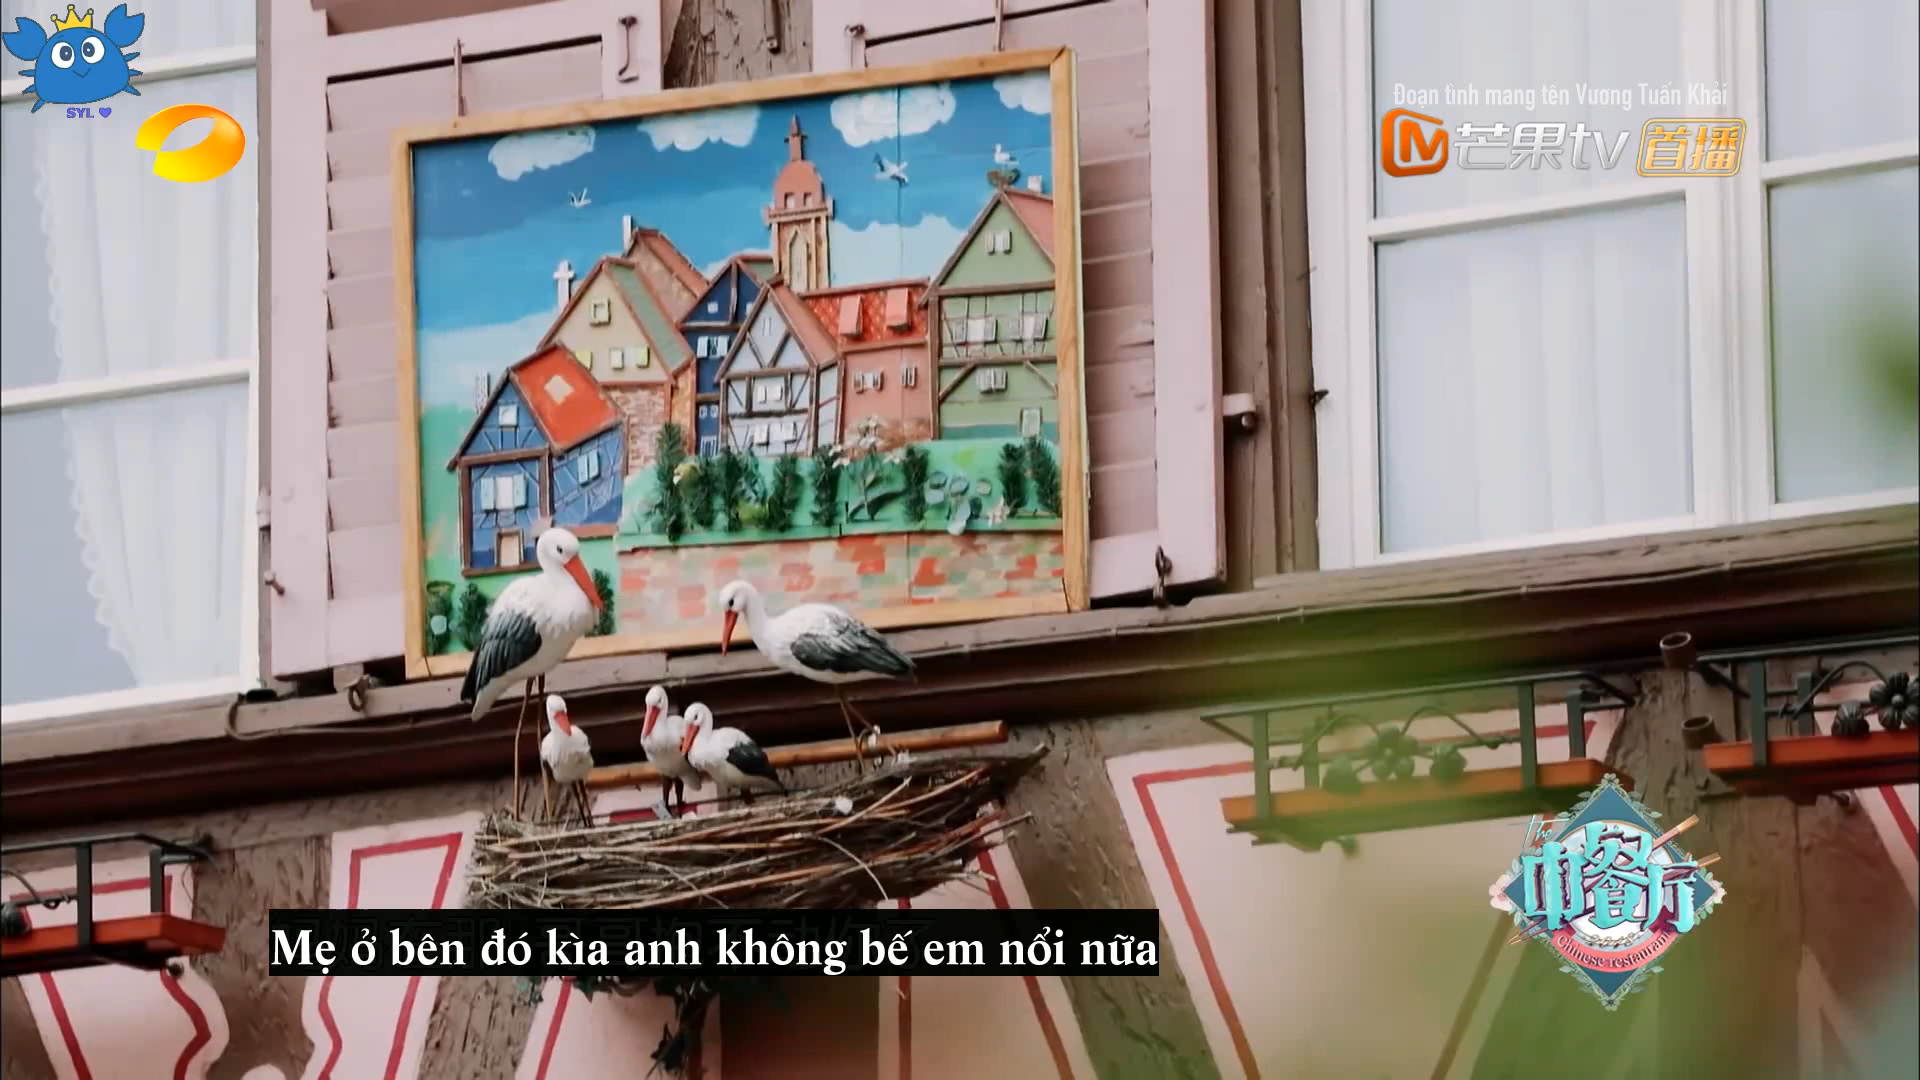 SYL
Đoạn tình mang tên Vương Tuấn Khải
芒果tv 首播
The
中餐厅
Chinese restaurant
Mẹ ở bên đó kìa anh không bế em nổi nữa